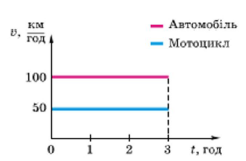 υ, км/год
Автомобіль
Мотоцикл
100
50
0 1 2 3 t, год